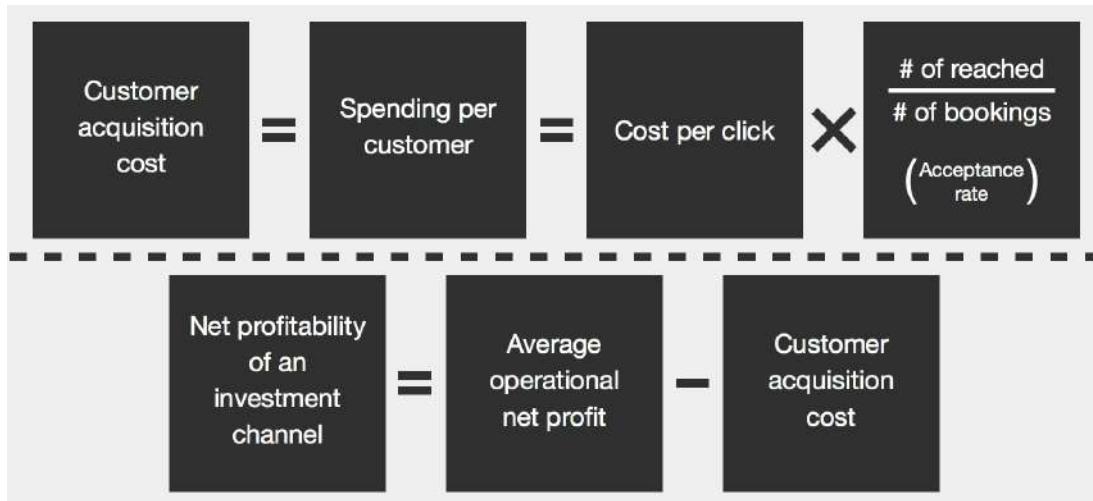 Customer
acquisition
cost
=
Spending per
customer
=
Cost per click
×
# of reached
# of bookings
(Acceptance
rate)
Net profitability
of an
investment
channel
=
Average
operational
net profit
−
Customer
acquisition
cost